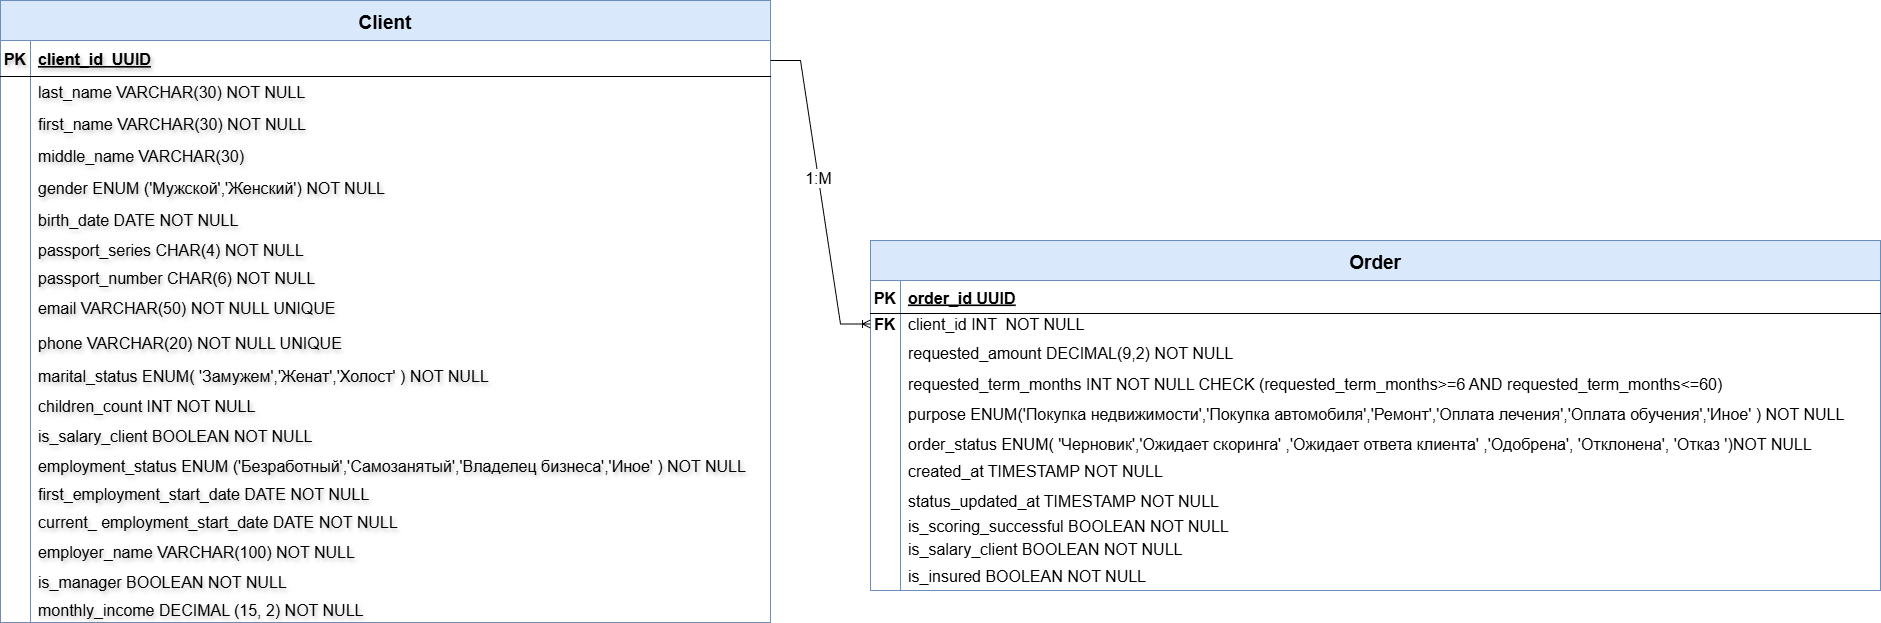 Client
PK client_id  UUID
last_name VARCHAR(30) NOT NULL
first_name VARCHAR(30) NOT NULL
middle_name VARCHAR(30)
gender ENUM ('Мужской','Женский') NOT NULL
birth_date DATE NOT NULL
passport_series CHAR(4) NOT NULL
passport_number CHAR(6) NOT NULL
email VARCHAR(50) NOT NULL UNIQUE
phone VARCHAR(20) NOT NULL UNIQUE
marital_status ENUM( 'Замужем','Женат','Холост' ) NOT NULL
children_count INT NOT NULL
is_salary_client BOOLEAN NOT NULL
employment_status ENUM ('Безработный','Самозанятый','Владелец бизнеса','Иное' ) NOT NULL
first_employment_start_date DATE NOT NULL
current_ employment_start_date DATE NOT NULL
employer_name VARCHAR(100) NOT NULL
is_manager BOOLEAN NOT NULL
monthly_income DECIMAL (15, 2) NOT NULL
1:M
Order
PK order_id UUID
FK client_id INT  NOT NULL
requested_amount DECIMAL(9,2) NOT NULL
requested_term_months INT NOT NULL CHECK (requested_term_months>=6 AND requested_term_months<=60)
purpose ENUM('Покупка недвижимости','Покупка автомобиля','Ремонт','Оплата лечения','Оплата обучения','Иное' ) NOT NULL
order_status ENUM( 'Черновик','Ожидает скоринга' ,'Ожидает ответа клиента' ,'Одобрена', 'Отклонена', 'Отказ ')NOT NULL
created_at TIMESTAMP NOT NULL
status_updated_at TIMESTAMP NOT NULL
is_scoring_successful BOOLEAN NOT NULL
is_salary_client BOOLEAN NOT NULL
is_insured BOOLEAN NOT NULL